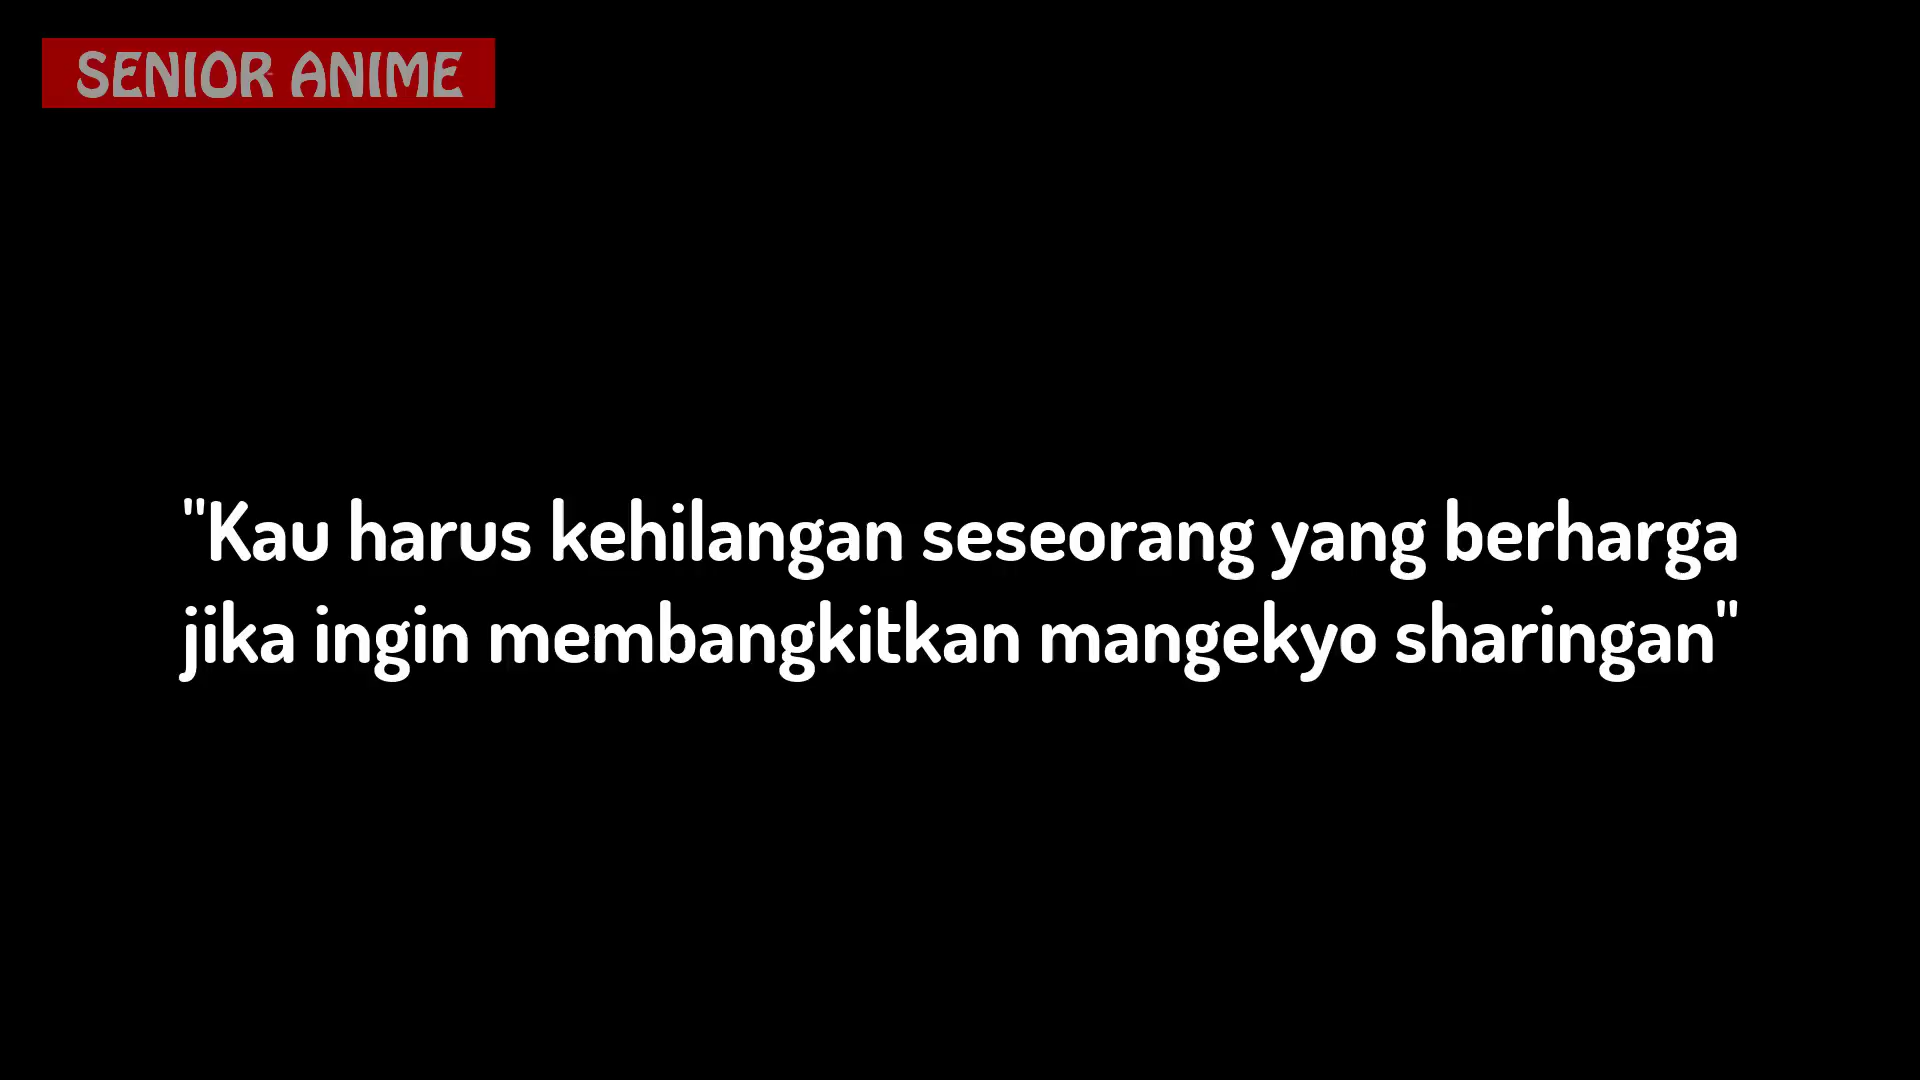 SENIOR ANIME
"Kau harus kehilangan seseorang yang berharga
jika ingin membangkitkan mangekyo sharingan"